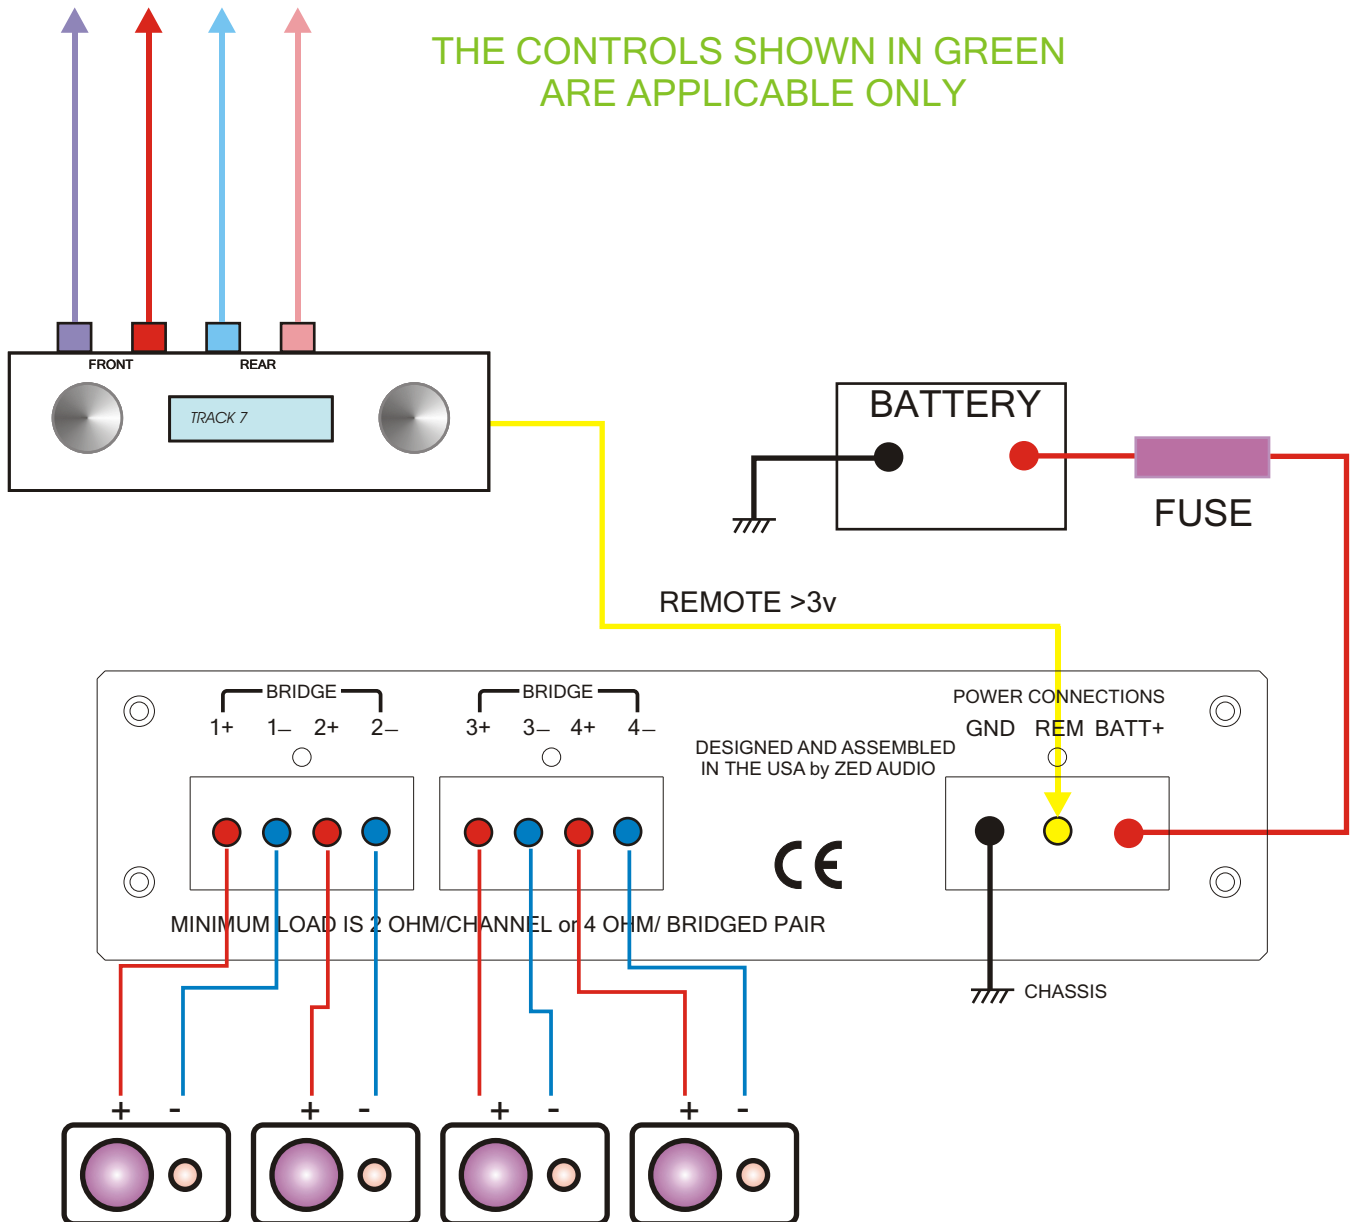 THE CONTROLS SHOWN IN GREEN
ARE APPLICABLE ONLY
FRONT
REAR
TRACK 7
BATTERY
FUSE
REMOTE >3v
BRIDGE
BRIDGE
POWER CONNECTIONS
1+ 1– 2+ 2–
3+ 3– 4+ 4–
GND REM BATT+
DESIGNED AND ASSEMBLED
IN THE USA by ZED AUDIO
CE
MINIMUM LOAD IS 2 OHM/CHANNEL or 4 OHM/ BRIDGED PAIR
CHASSIS
+ - + - + - + -